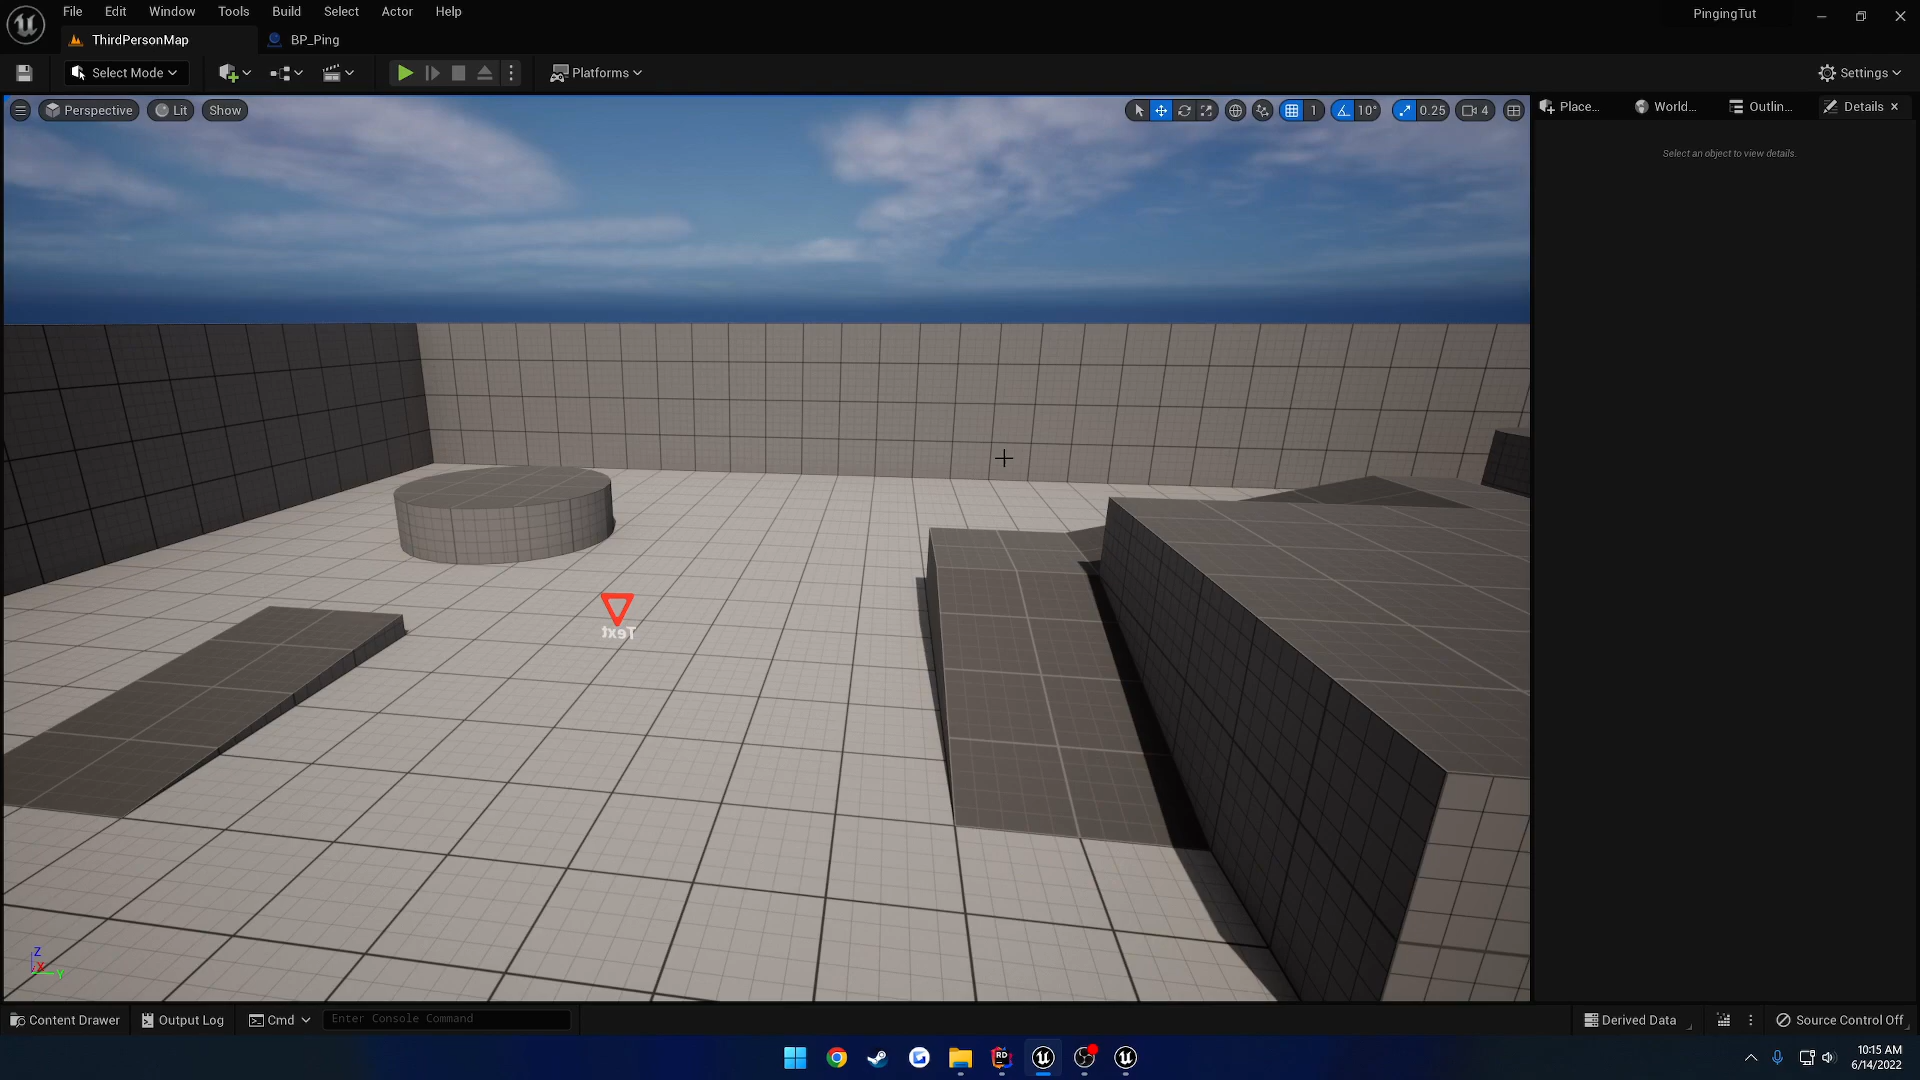 File Edit Window Tools Build Select Actor Help
PingingTut
ThirdPersonMap
BP_Ping
Select Mode
Platforms
Settings
Perspective
Lit
Show
1
10°
0.25
4
Place...
World...
Outlin...
Details
Select an object to view details.
Text
Z
X
Y
Content Drawer
Output Log
Cmd
Enter Console Command
Derived Data
Source Control Off
RD
10:15 AM
6/14/2022